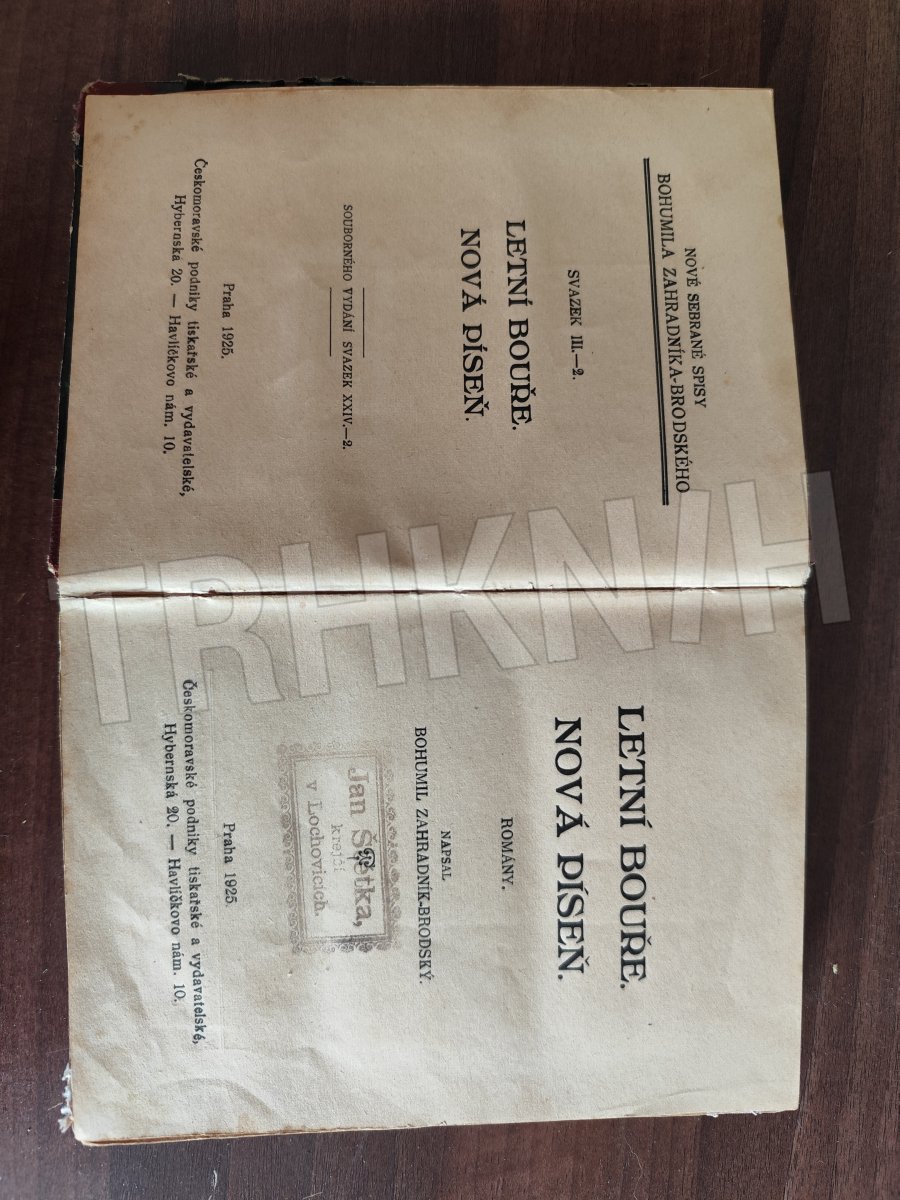 NOVÉ SEBRANÉ SPISY
BOHUMILA ZAHRADNÍKA-BRODSKÉHO
SVAZEK III.—2.
LETNÍ BOUŘE.
NOVÁ PÍSEŇ.
SOUBORNÉHO VYDÁNÍ SVAZEK XXIV.—2.
Praha 1925.
Českomoravské podniky tiskařské a vydavatelské,
Hybernská 20. — Havlíčkovo nám. 10.
LETNÍ BOUŘE.
NOVÁ PÍSEŇ.
ROMÁNY.
NAPSAL
BOHUMIL ZAHRADNÍK-BRODSKÝ.
Jan Štětka,
krejčí
v Lochovicích.
Praha 1925.
Českomoravské podniky tiskařské a vydavatelské,
Hybernská 20. — Havlíčkovo nám. 10.
TRHKNIH